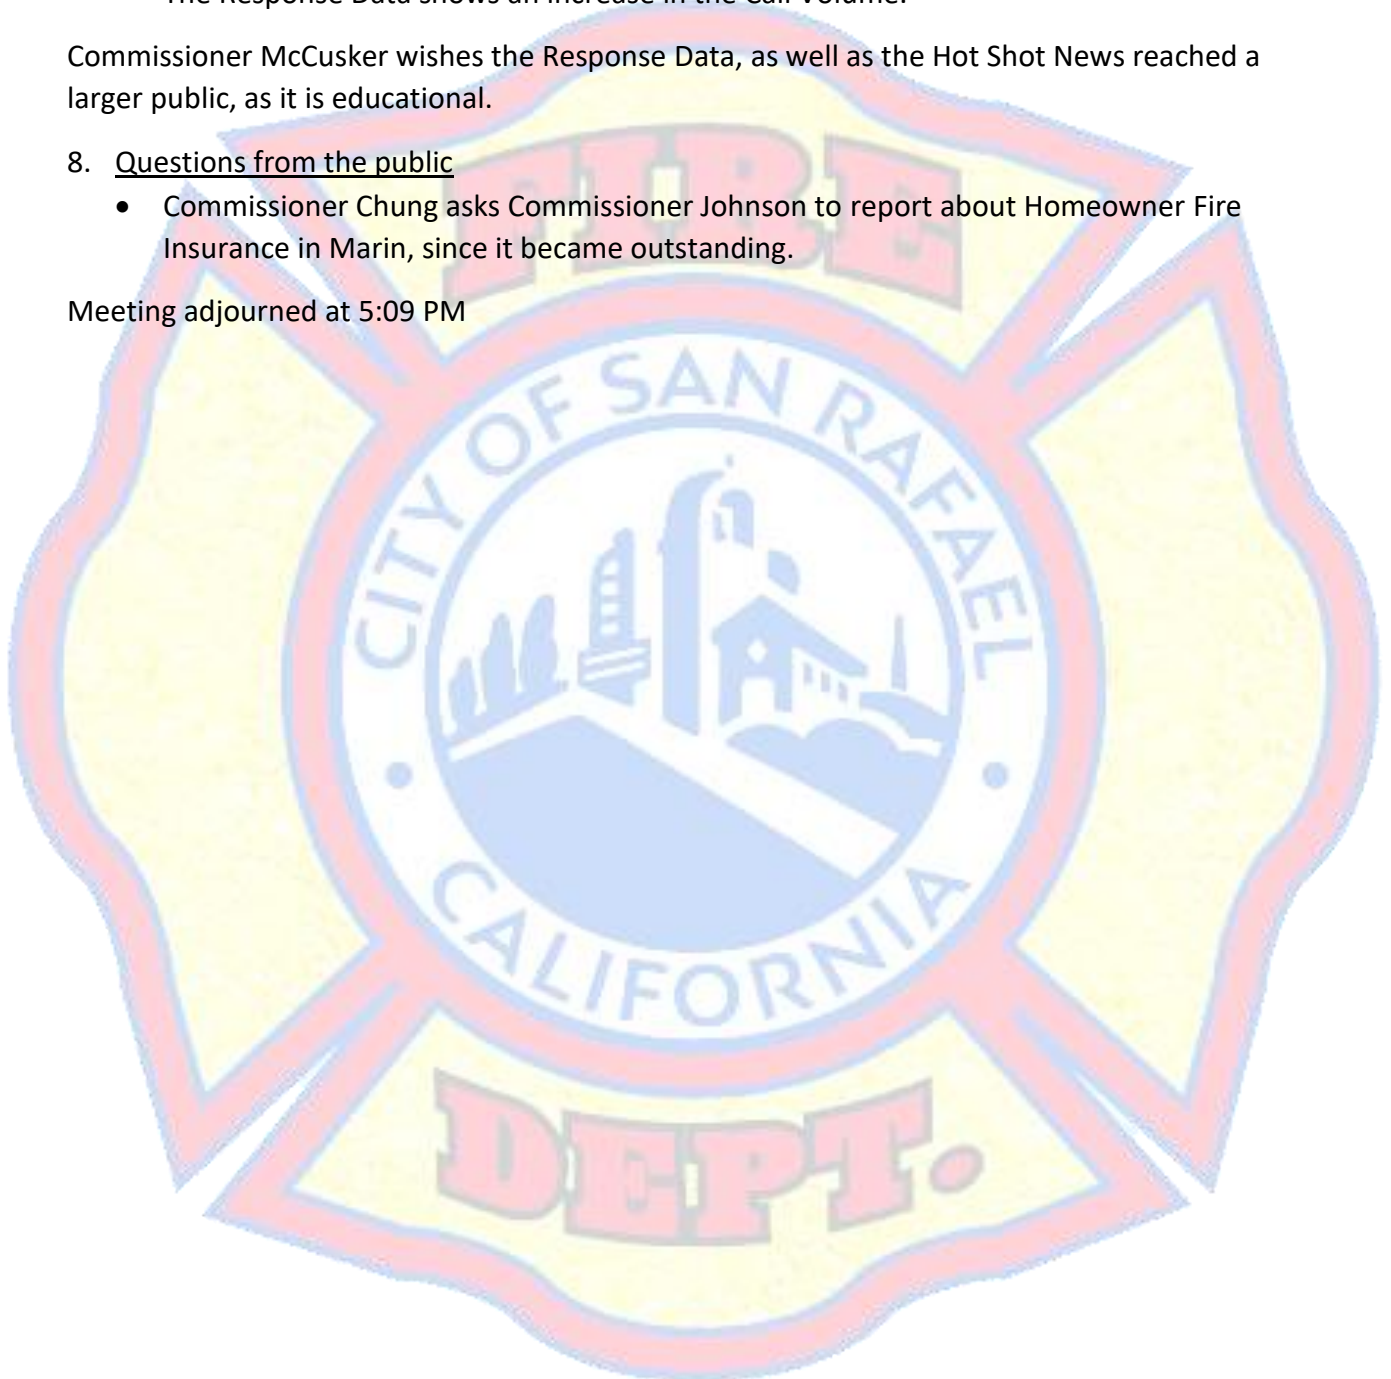 The Response Data shows an increase in the Call Volume.
Commissioner McCusker wishes the Response Data, as well as the Hot Shot News reached a
larger public, as it is educational.
8. Questions from the public
• Commissioner Chung asks Commissioner Johnson to report about Homeowner Fire
Insurance in Marin, since it became outstanding.
Meeting adjourned at 5:09 PM
FIRE
CITY OF SAN RAFAEL
CALIFORNIA
DEPT.